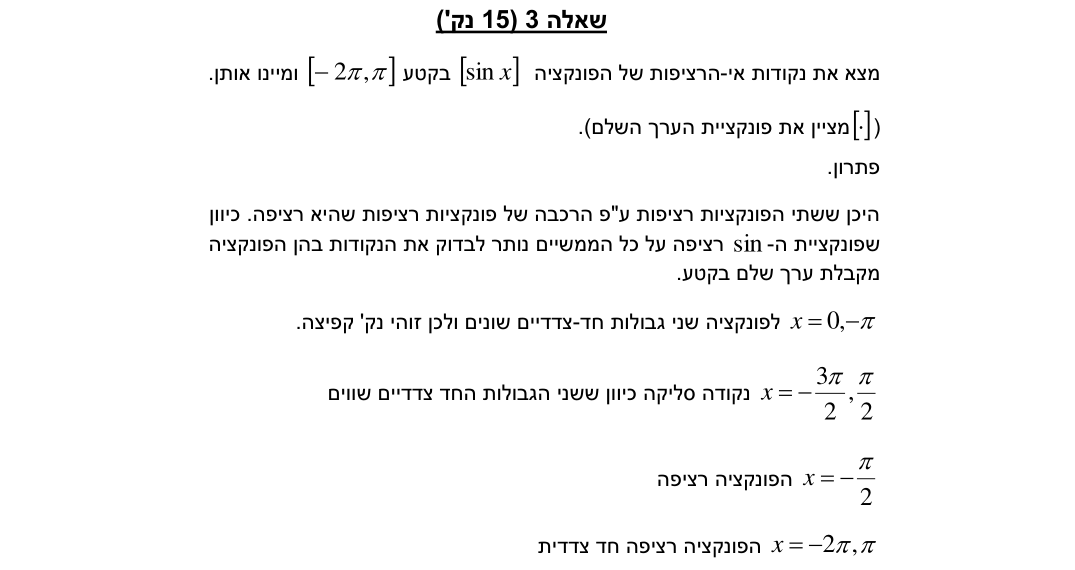 שאלה 3 (15 נק')
מצא את נקודות אי-הרציפות של הפונקציה [sin x] בקטע [− 2π, π] ומיינו אותן.
([·] מציין את פונקציית הערך השלם).
פתרון.
היכן ששתי הפונקציות רציפות ע"פ הרכבה של פונקציות רציפות שהיא רציפה. כיוון
שפונקציית ה- sin רציפה על כל הממשיים נותר לבדוק את הנקודות בהן הפונקציה
מקבלת ערך שלם בקטע.
x = 0,−π לפונקציה שני גבולות חד-צדדיים שונים ולכן זוהי נק' קפיצה.
x = −3π/2, π/2 נקודה סליקה כיוון ששני הגבולות החד צדדיים שווים
x = −π/2 הפונקציה רציפה
x = −2π, π הפונקציה רציפה חד צדדית